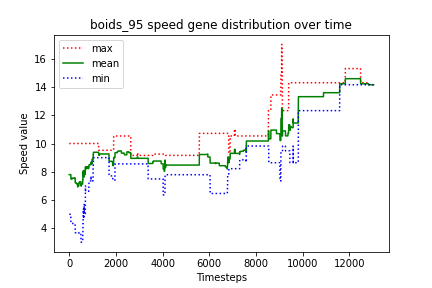 boids_95 speed gene distribution over time
max
mean
min
Speed value
16
14
12
10
8
6
4
0 2000 4000 6000 8000 10000 12000
Timesteps